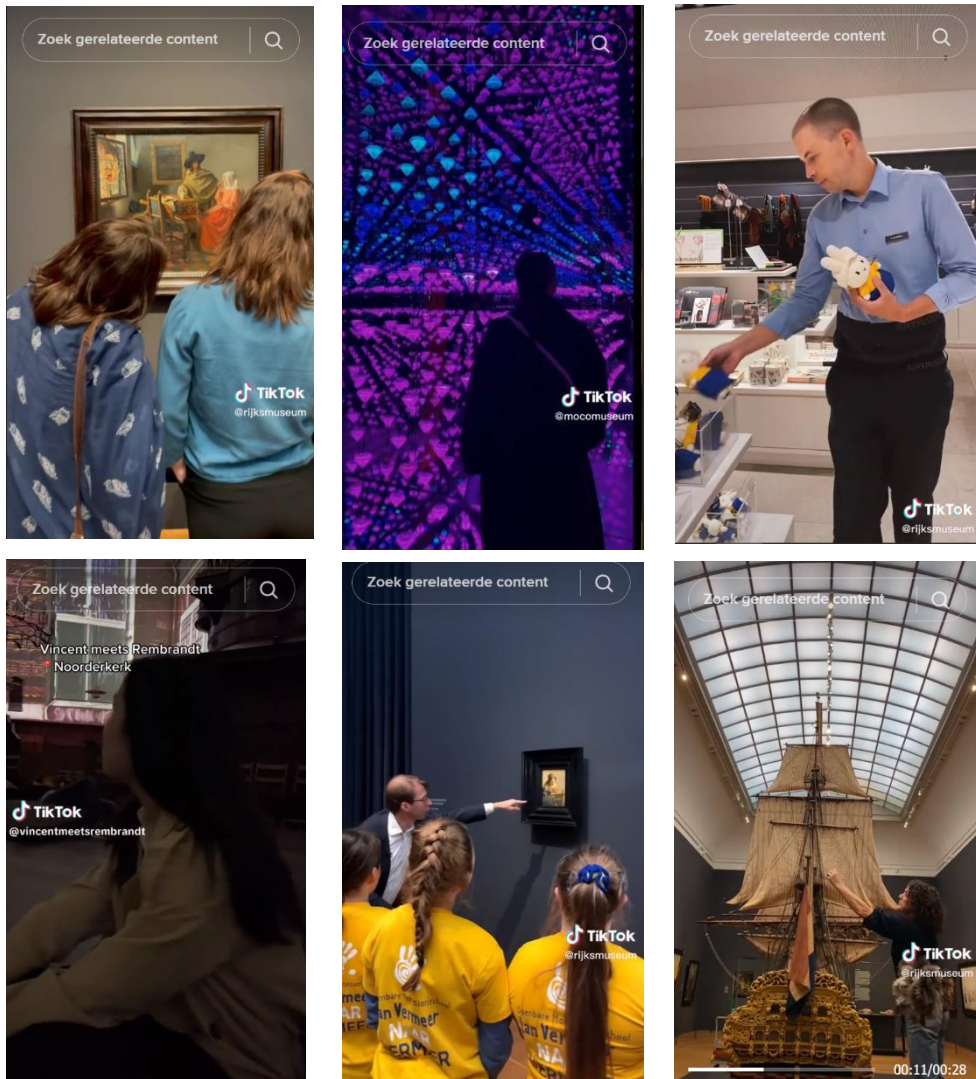 Zoek gerelateerde content
TikTok
@rijksmuseum
Zoek gerelateerde content
TikTok
@mocomuseum
Zoek gerelateerde content
TikTok
@rijksmuseum
Zoek gerelateerde content
Vincent meets Rembrandt
Noorderkerk
TikTok
@vincentmeetsrembrandt
Zoek gerelateerde content
TikTok
@rijksmuseum
Jan Vermeer
NAAR
VERMEER
Zoek gerelateerde content
TikTok
@rijksmuseum
00:11/00:28